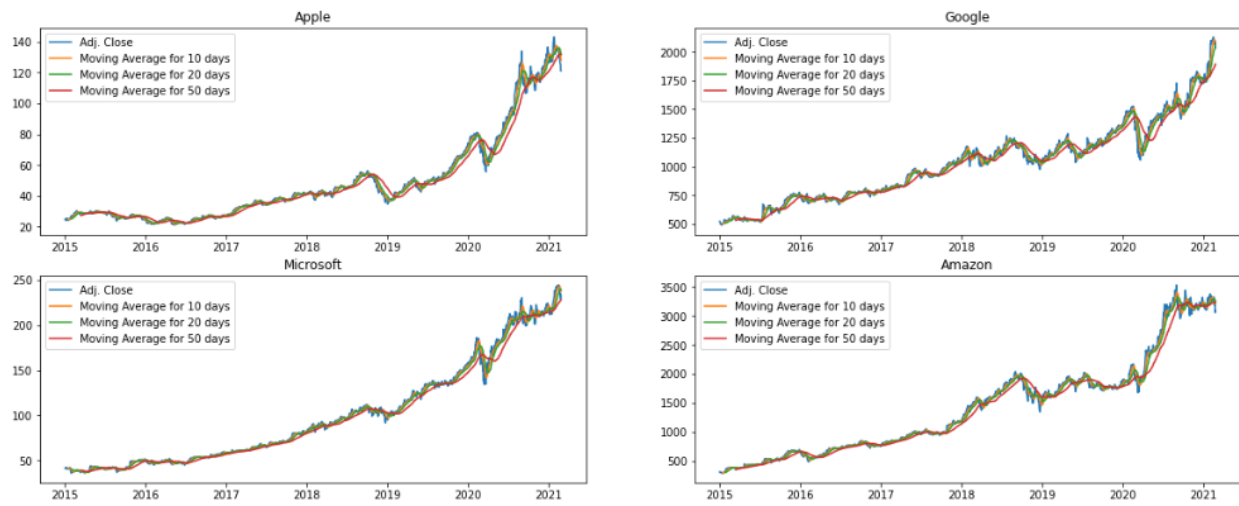 Apple
Adj. Close
Moving Average for 10 days
Moving Average for 20 days
Moving Average for 50 days
140
120
100
80
60
40
20
2015 2016 2017 2018 2019 2020 2021
Google
Adj. Close
Moving Average for 10 days
Moving Average for 20 days
Moving Average for 50 days
2000
1750
1500
1250
1000
750
500
2015 2016 2017 2018 2019 2020 2021
Microsoft
Adj. Close
Moving Average for 10 days
Moving Average for 20 days
Moving Average for 50 days
250
200
150
100
50
2015 2016 2017 2018 2019 2020 2021
Amazon
Adj. Close
Moving Average for 10 days
Moving Average for 20 days
Moving Average for 50 days
3500
3000
2500
2000
1500
1000
500
2015 2016 2017 2018 2019 2020 2021